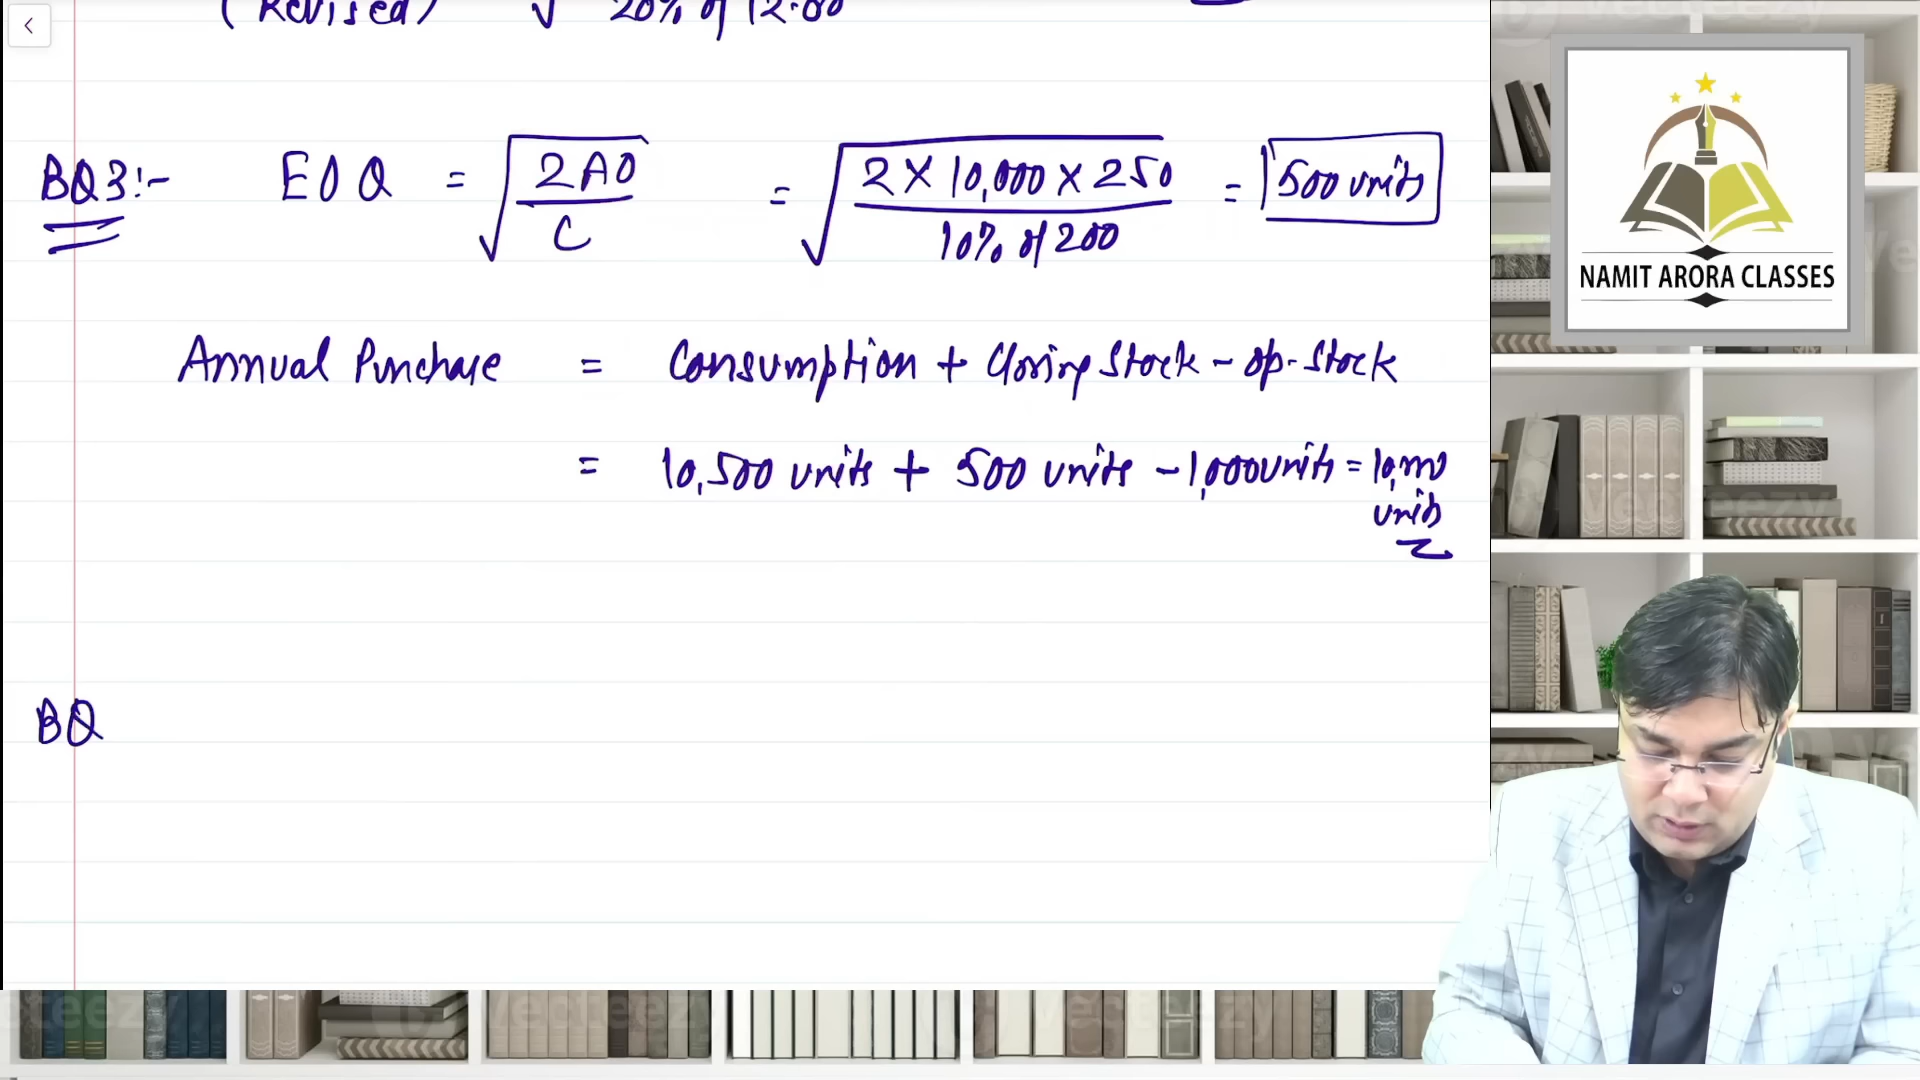 (Revised) √ 20% of 12.00
BQ3:- EOQ = √(2AO / C) = √(2 × 10,000 × 250 / 10% of 200) = 500 units
Annual Purchase = Consumption + Closing Stock - op. Stock
= 10,500 units + 500 units - 1,000 units = 10,000
units
BQ
NAMIT ARORA CLASSES